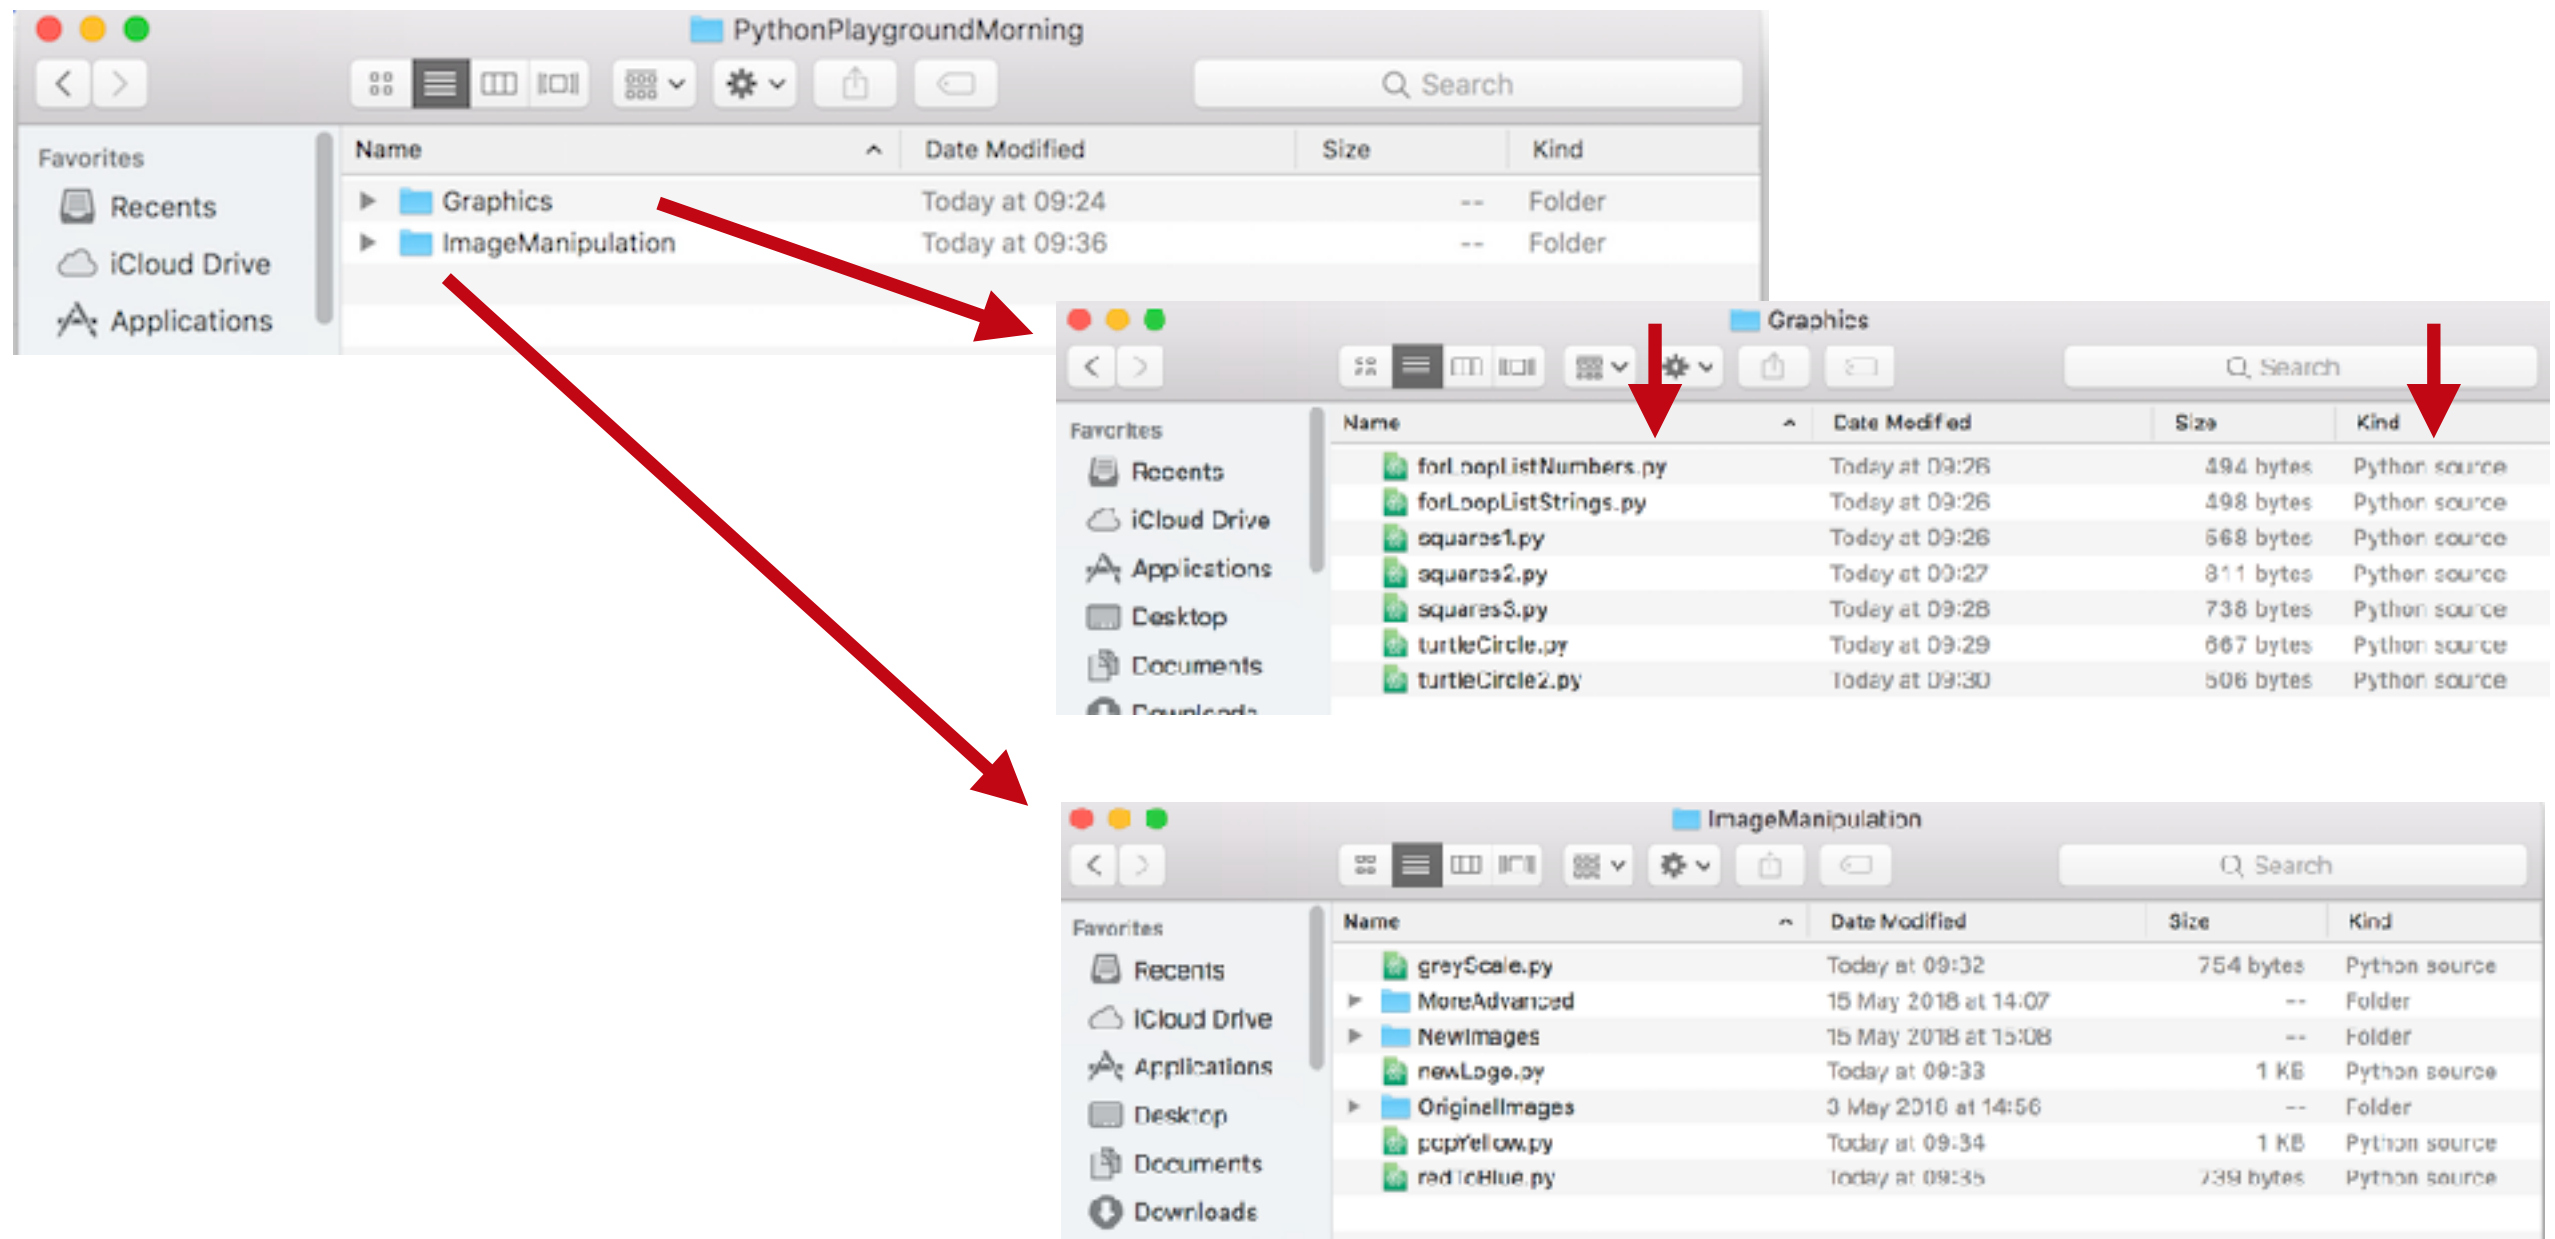 PythonPlaygroundMorning
Search
Favorites
Recents
iCloud Drive
Applications
Name Date Modified Size Kind
Graphics Today at 09:24 -- Folder
ImageManipulation Today at 09:36 -- Folder
Graphics
Search
Favorites
Recents
iCloud Drive
Applications
Desktop
Documents
Downloads
Name Date Modified Size Kind
forLoopListNumbers.py Today at 09:26 494 bytes Python source
forLoopListStrings.py Today at 09:26 498 bytes Python source
squares1.py Today at 09:26 568 bytes Python source
squares2.py Today at 09:27 811 bytes Python source
squares3.py Today at 09:28 738 bytes Python source
turtleCircle.py Today at 09:29 667 bytes Python source
turtleCircle2.py Today at 09:30 506 bytes Python source
ImageManipulation
Search
Favorites
Recents
iCloud Drive
Applications
Desktop
Documents
Downloads
Name Date Modified Size Kind
greyScale.py Today at 09:32 754 bytes Python source
MoreAdvanced 15 May 2018 at 14:07 -- Folder
NewImages 15 May 2018 at 15:08 -- Folder
newLogo.py Today at 09:33 1 KB Python source
OriginalImages 3 May 2018 at 14:56 -- Folder
popYellow.py Today at 09:34 1 KB Python source
redToBlue.py Today at 09:35 739 bytes Python source